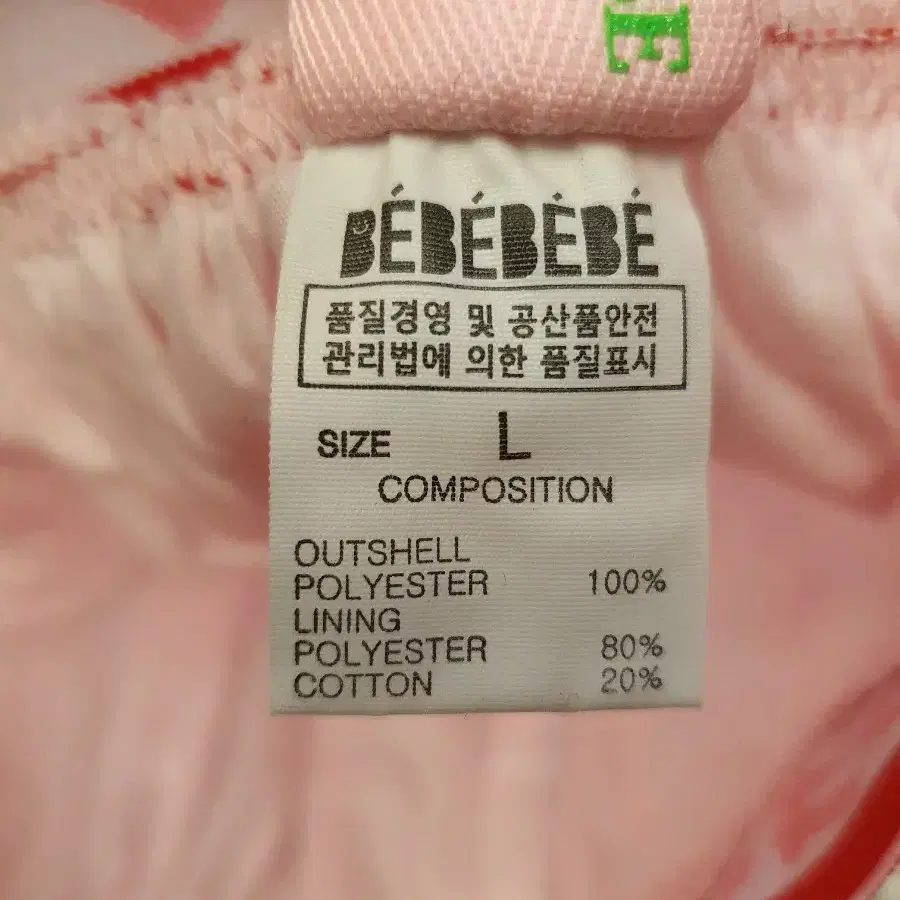 E
BÉBÉBÈBÉ
품질경영 및 공산품안전
관리법에 의한 품질표시
SIZE L
COMPOSITION
OUTSHELL
POLYESTER 100%
LINING
POLYESTER 80%
COTTON 20%